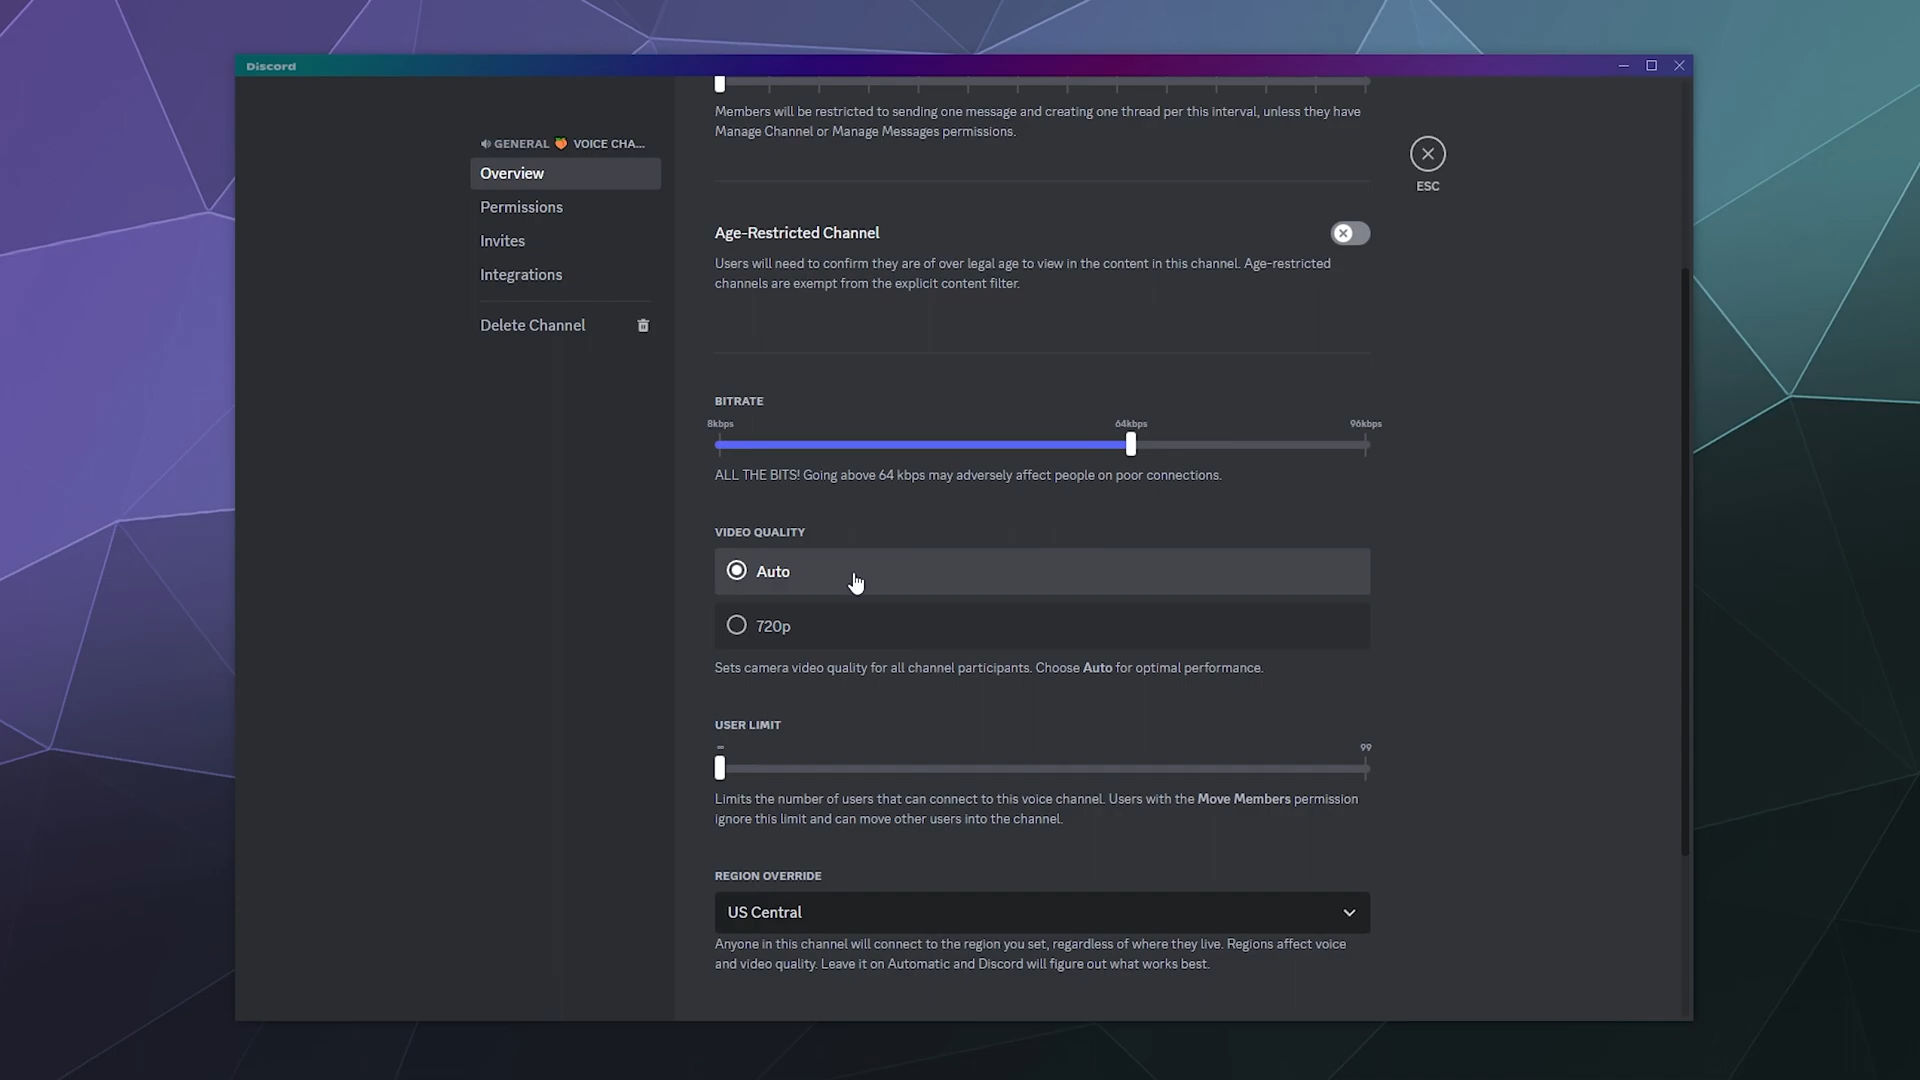 Discord
Members will be restricted to sending one message and creating one thread per this interval, unless they have
Manage Channel or Manage Messages permissions.
GENERAL 🍑 VOICE CHA...
Overview
Permissions
Invites
Integrations
Delete Channel
ESC
Age-Restricted Channel
Users will need to confirm they are of over legal age to view in the content in this channel. Age-restricted
channels are exempt from the explicit content filter.
BITRATE
8kbps 64kbps 96kbps
ALL THE BITS! Going above 64 kbps may adversely affect people on poor connections.
VIDEO QUALITY
Auto
720p
Sets camera video quality for all channel participants. Choose Auto for optimal performance.
USER LIMIT
∞ 99
Limits the number of users that can connect to this voice channel. Users with the Move Members permission
ignore this limit and can move other users into the channel.
REGION OVERRIDE
US Central
Anyone in this channel will connect to the region you set, regardless of where they live. Regions affect voice
and video quality. Leave it on Automatic and Discord will figure out what works best.